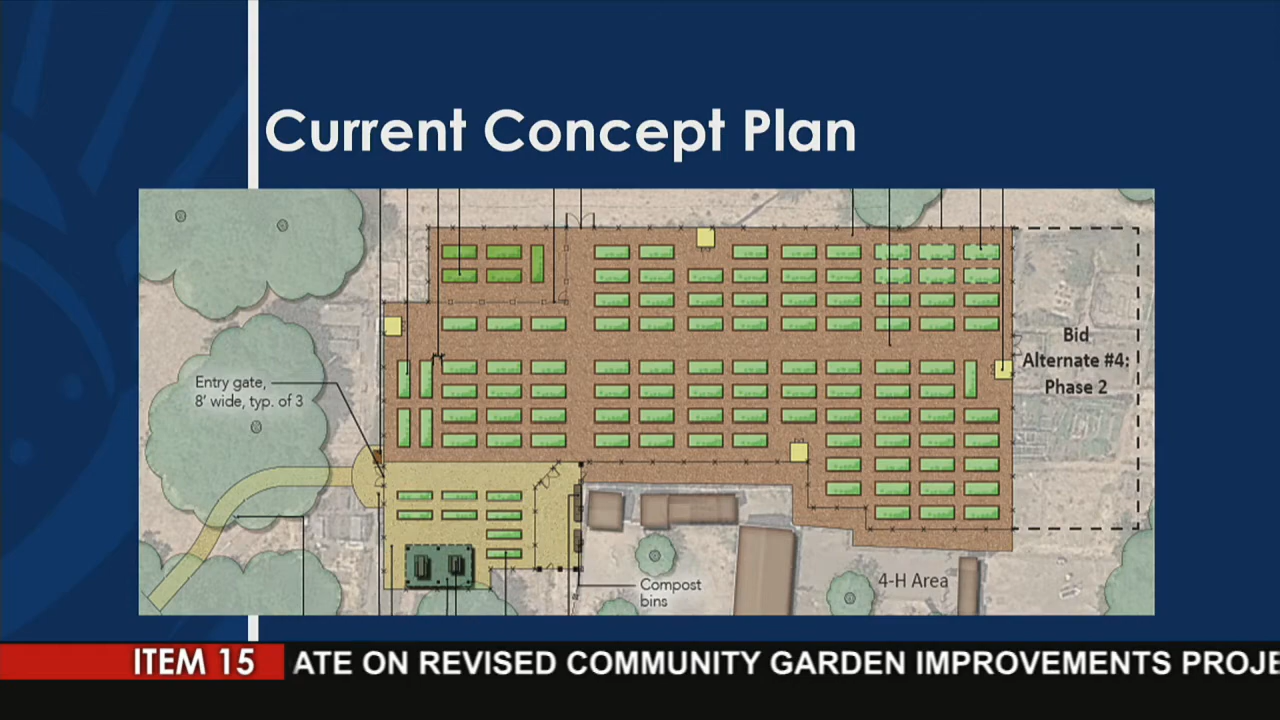 Current Concept Plan
Entry gate,
8' wide, typ. of 3
Bid
Alternate #4:
Phase 2
Compost
bins
4-H Area
ITEM 15
ATE ON REVISED COMMUNITY GARDEN IMPROVEMENTS PROJE